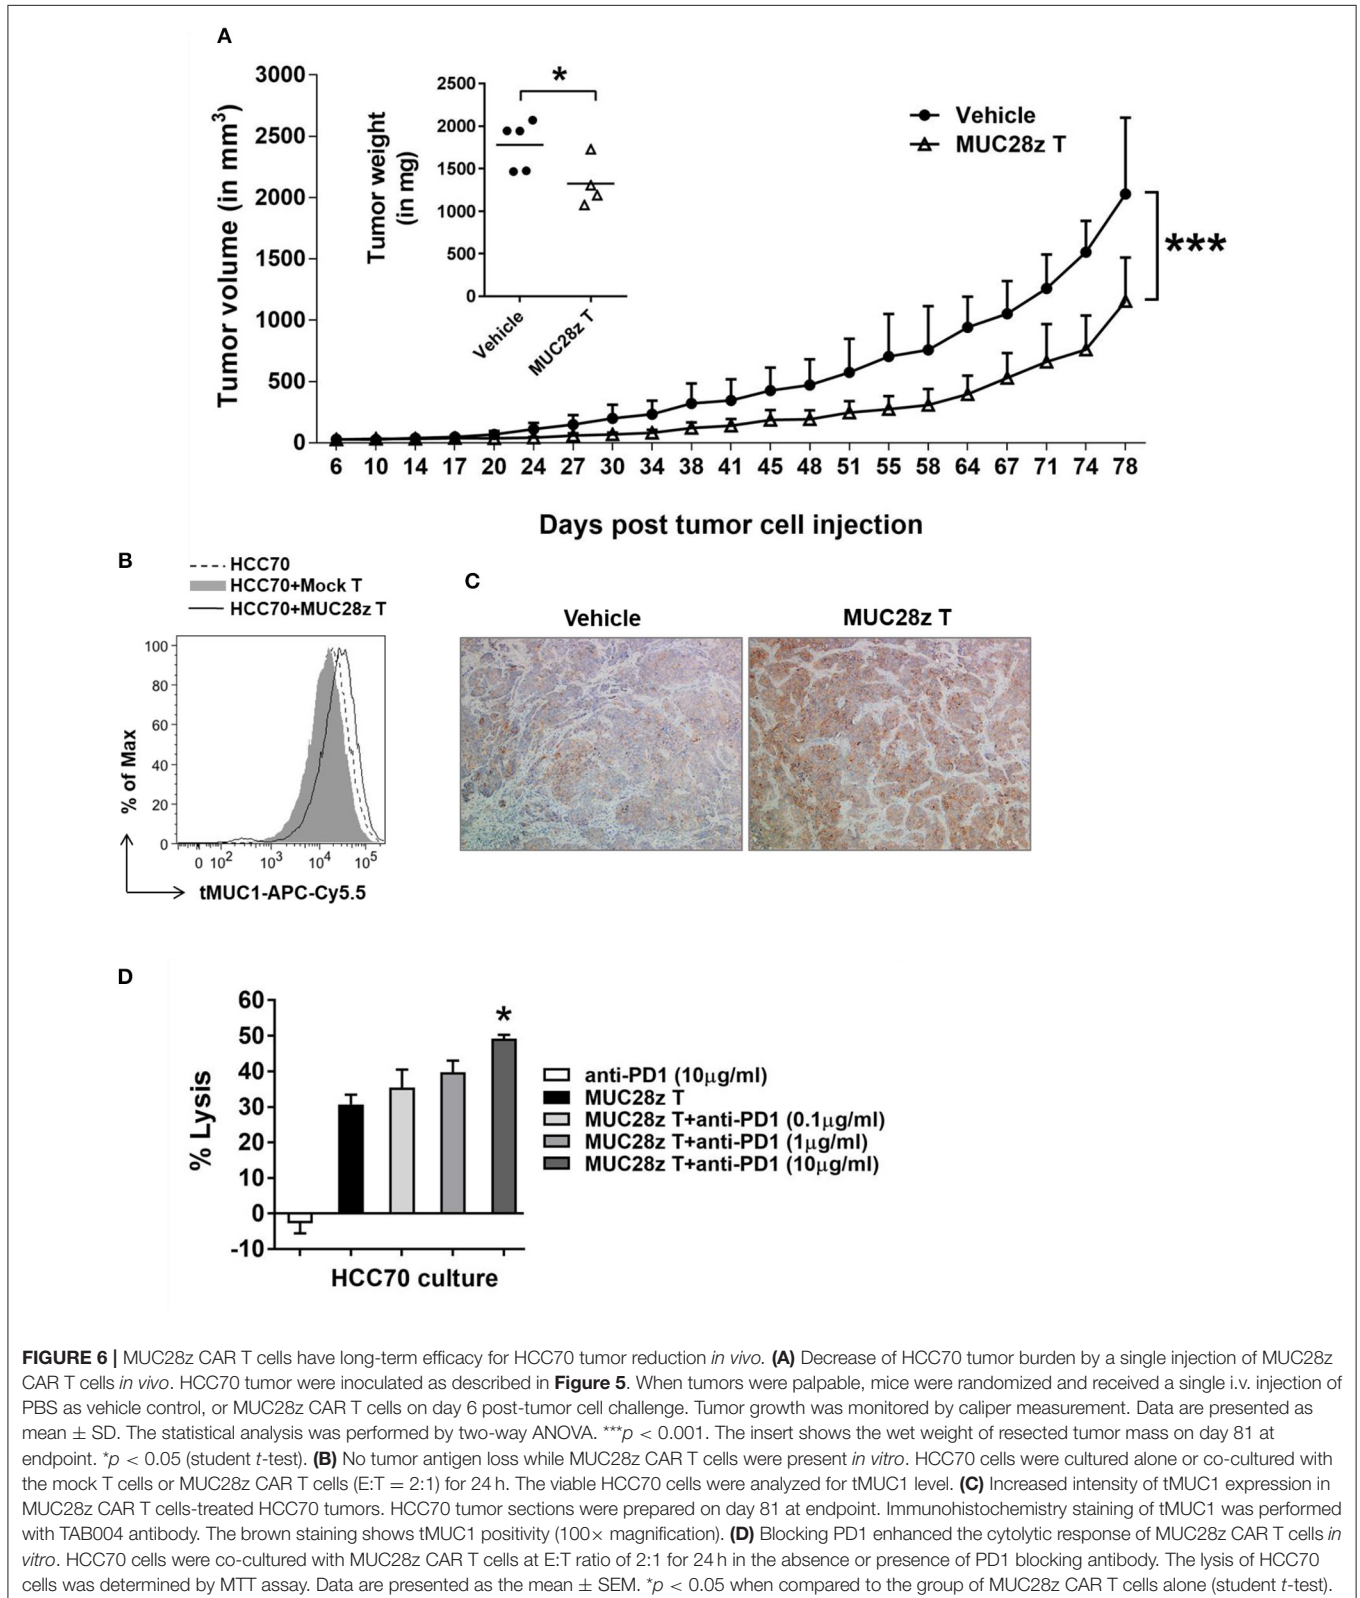 A
3000
2500
2000
1500
1000
500
0
Tumor volume (in mm³)
2500
2000
1500
1000
500
0
Tumor weight
(in mg)
*
Vehicle
MUC28z T
Vehicle
MUC28z T
***
6 10 14 17 20 24 27 30 34 38 41 45 48 51 55 58 64 67 71 74 78
Days post tumor cell injection
B
HCC70
HCC70+Mock T
HCC70+MUC28z T
100
80
60
40
20
0
% of Max
0 10² 10³ 10⁴ 10⁵
tMUC1-APC-Cy5.5
C
Vehicle
MUC28z T
D
60
50
40
30
20
10
0
-10
% Lysis
*
HCC70 culture
anti-PD1 (10μg/ml)
MUC28z T
MUC28z T+anti-PD1 (0.1μg/ml)
MUC28z T+anti-PD1 (1μg/ml)
MUC28z T+anti-PD1 (10μg/ml)
FIGURE 6 | MUC28z CAR T cells have long-term efficacy for HCC70 tumor reduction in vivo. (A) Decrease of HCC70 tumor burden by a single injection of MUC28z
CAR T cells in vivo. HCC70 tumor were inoculated as described in Figure 5. When tumors were palpable, mice were randomized and received a single i.v. injection of
PBS as vehicle control, or MUC28z CAR T cells on day 6 post-tumor cell challenge. Tumor growth was monitored by caliper measurement. Data are presented as
mean ± SD. The statistical analysis was performed by two-way ANOVA. ***p < 0.001. The insert shows the wet weight of resected tumor mass on day 81 at
endpoint. *p < 0.05 (student t-test). (B) No tumor antigen loss while MUC28z CAR T cells were present in vitro. HCC70 cells were cultured alone or co-cultured with
the mock T cells or MUC28z CAR T cells (E:T = 2:1) for 24 h. The viable HCC70 cells were analyzed for tMUC1 level. (C) Increased intensity of tMUC1 expression in
MUC28z CAR T cells-treated HCC70 tumors. HCC70 tumor sections were prepared on day 81 at endpoint. Immunohistochemistry staining of tMUC1 was performed
with TAB004 antibody. The brown staining shows tMUC1 positivity (100× magnification). (D) Blocking PD1 enhanced the cytolytic response of MUC28z CAR T cells in
vitro. HCC70 cells were co-cultured with MUC28z CAR T cells at E:T ratio of 2:1 for 24 h in the absence or presence of PD1 blocking antibody. The lysis of HCC70
cells was determined by MTT assay. Data are presented as the mean ± SEM. *p < 0.05 when compared to the group of MUC28z CAR T cells alone (student t-test).